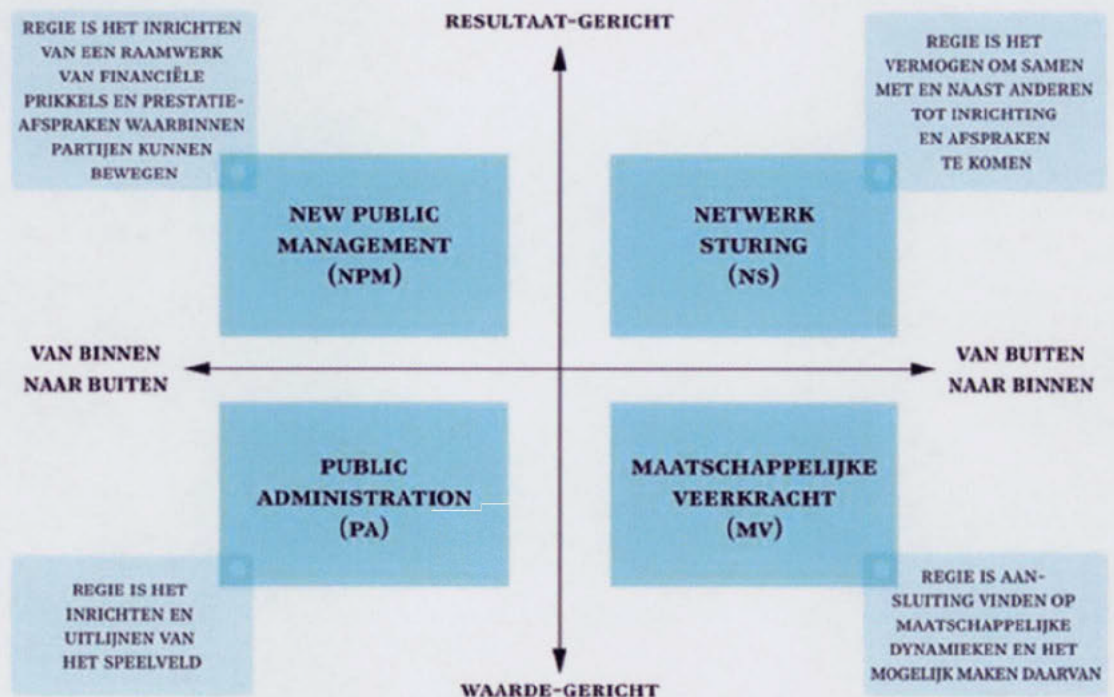 RESULTAAT-GERICHT
REGIE IS HET INRICHTEN
VAN EEN RAAMWERK
VAN FINANCIËLE
PRIKKELS EN PRESTATIE-
AFSPRAKEN WAARBINNEN
PARTIJEN KUNNEN
BEWEGEN
REGIE IS HET
VERMOGEN OM SAMEN
MET EN NAAST ANDEREN
TOT INRICHTING
EN AFSPRAKEN
TE KOMEN
NEW PUBLIC
MANAGEMENT
(NPM)
NETWERK
STURING
(NS)
VAN BINNEN
NAAR BUITEN
VAN BUITEN
NAAR BINNEN
PUBLIC
ADMINISTRATION
(PA)
MAATSCHAPPELIJKE
VEERKRACHT
(MV)
REGIE IS HET
INRICHTEN EN
UITLIJNEN VAN
HET SPEELVELD
REGIE IS AAN-
SLUITING VINDEN OP
MAATSCHAPPELIJKE
DYNAMIEKEN EN HET
MOGELIJK MAKEN DAARVAN
WAARDE-GERICHT